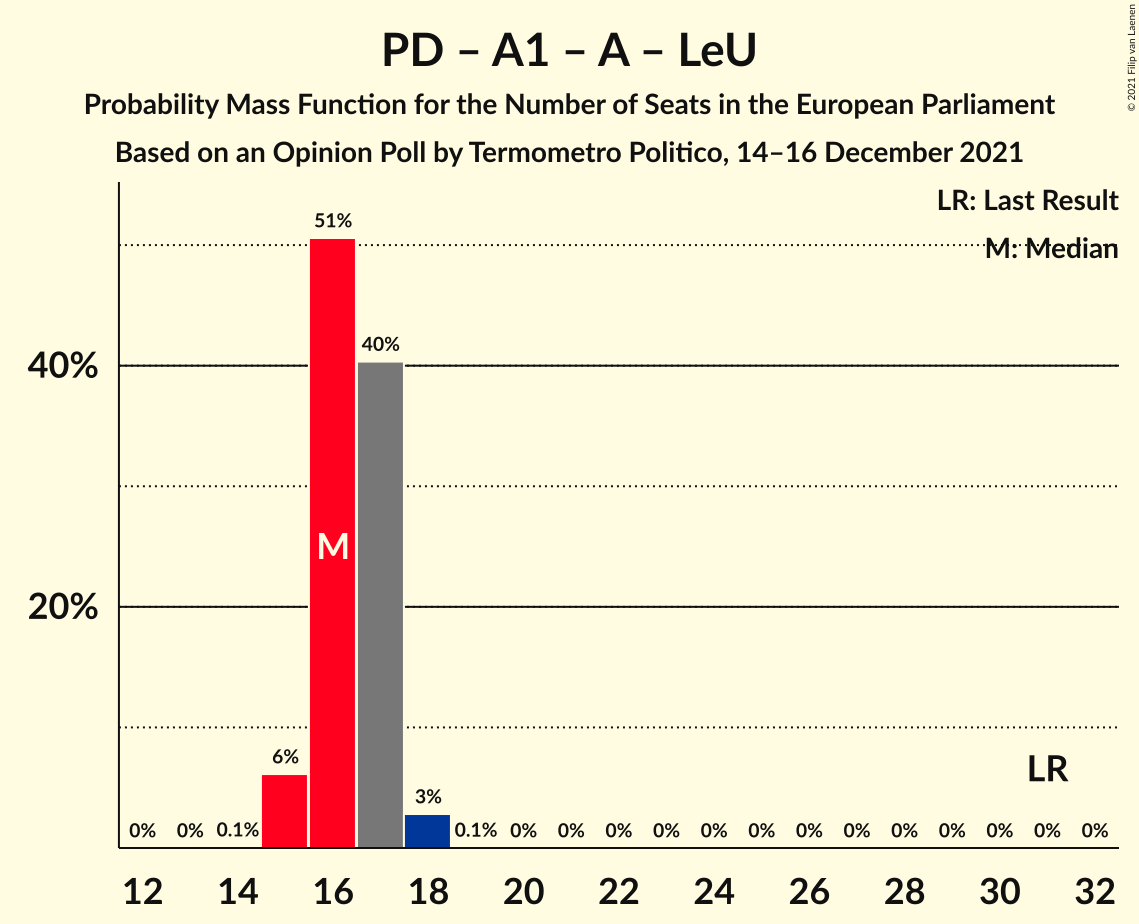 PD – A1 – A – LeU
Probability Mass Function for the Number of Seats in the European Parliament
Based on an Opinion Poll by Termometro Politico, 14–16 December 2021
© 2021 Filip van Laenen
LR: Last Result
M: Median
51%
40%
40%
M
20%
6%
LR
3%
0% 0% 0.1% 0.1% 0% 0% 0% 0% 0% 0% 0% 0% 0% 0% 0% 0% 0%
12 14 16 18 20 22 24 26 28 30 32